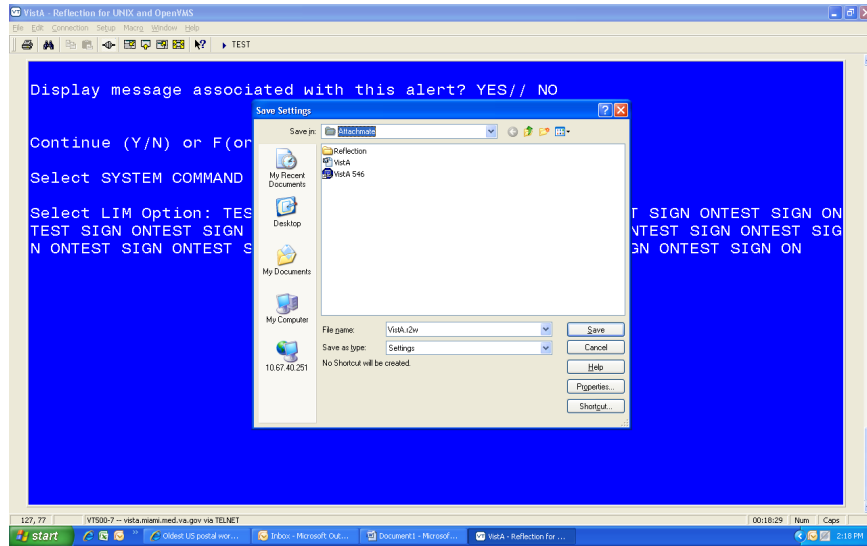 VistA - Reflection for UNIX and OpenVMS
File Edit Connection Setup Macro Window Help
TEST
Display message associated with this alert? YES// NO
Save Settings
Save in: Attachmate
Continue (Y/N) or F(or
Reflection
VistA
VistA 546
My Recent Documents
Select SYSTEM COMMAND
Desktop
Select LIM Option: TES T SIGN ONTEST SIGN ON
TEST SIGN ONTEST SIGN NTEST SIGN ONTEST SIG
N ONTEST SIGN ONTEST S GN ONTEST SIGN ON
My Documents
My Computer
10.67.40.251
File name: VistA.r2w Save
Save as type: Settings Cancel
No Shortcut will be created. Help
Properties...
Shortcut...
127, 77 VT500-7 -- vista.miami.med.va.gov via TELNET 00:18:29 Num Caps
start Oldest US postal wor... Inbox - Microsoft Out... Document1 - Microsof... VistA - Reflection for ... 2:18 PM